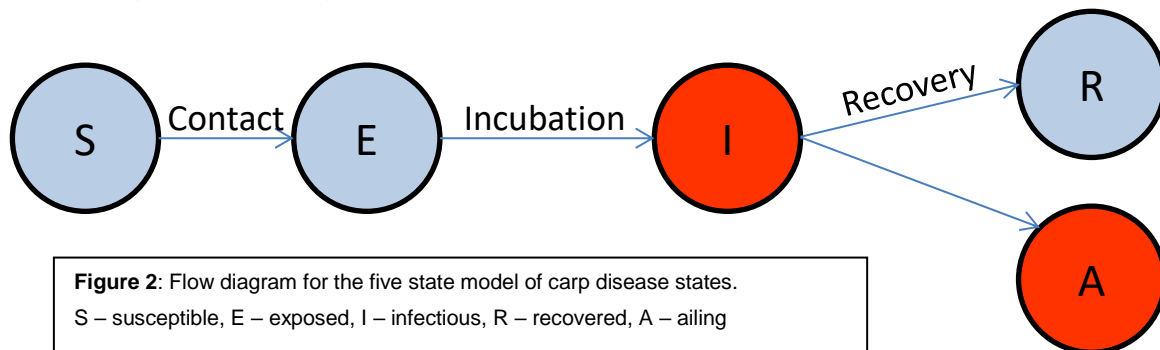 S
Contact
E
Incubation
I
Recovery
R
A
Figure 2: Flow diagram for the five state model of carp disease states.
S – susceptible, E – exposed, I – infectious, R – recovered, A – ailing